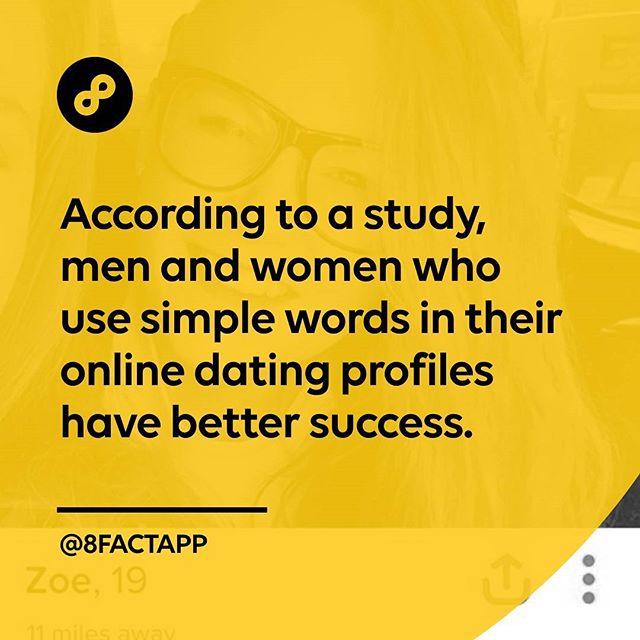 According to a study,
men and women who
use simple words in their
online dating profiles
have better success.
@8FACTAPP
Zoe, 19
11 miles away